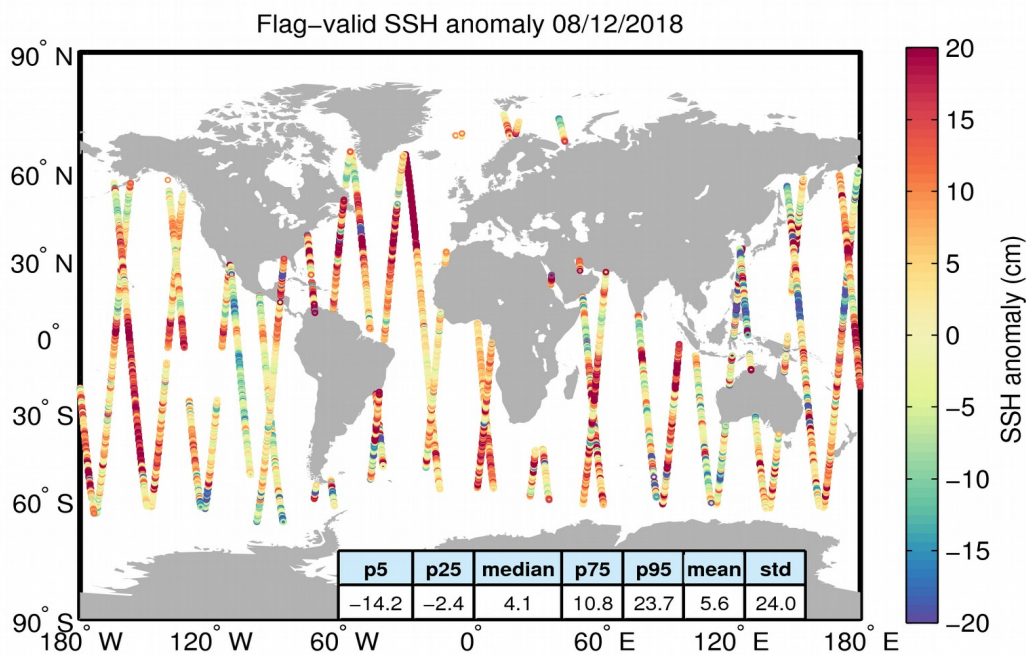 Flag−valid SSH anomaly 08/12/2018
90° N
60° N
30° N
0°
30° S
60° S
90° S
180° W 120° W 60° W 0° 60° E 120° E 180° E
p5 p25 median p75 p95 mean std
−14.2 −2.4 4.1 10.8 23.7 5.6 24.0
20
15
10
5
0
−5
−10
−15
−20
SSH anomaly (cm)